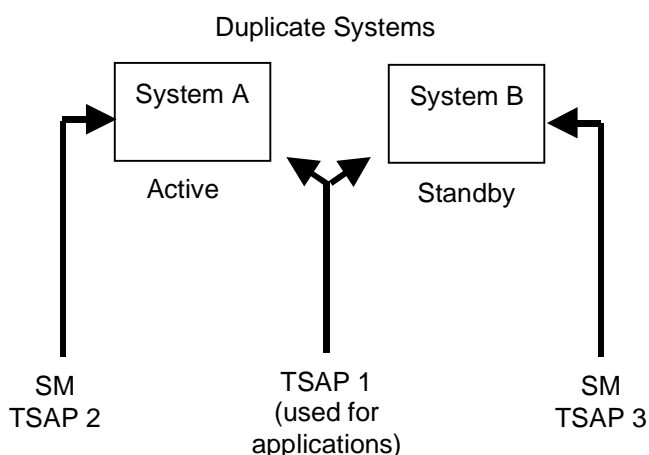 Duplicate Systems
System A
System B
Active
Standby
SM
TSAP 2
TSAP 1
(used for
applications)
SM
TSAP 3